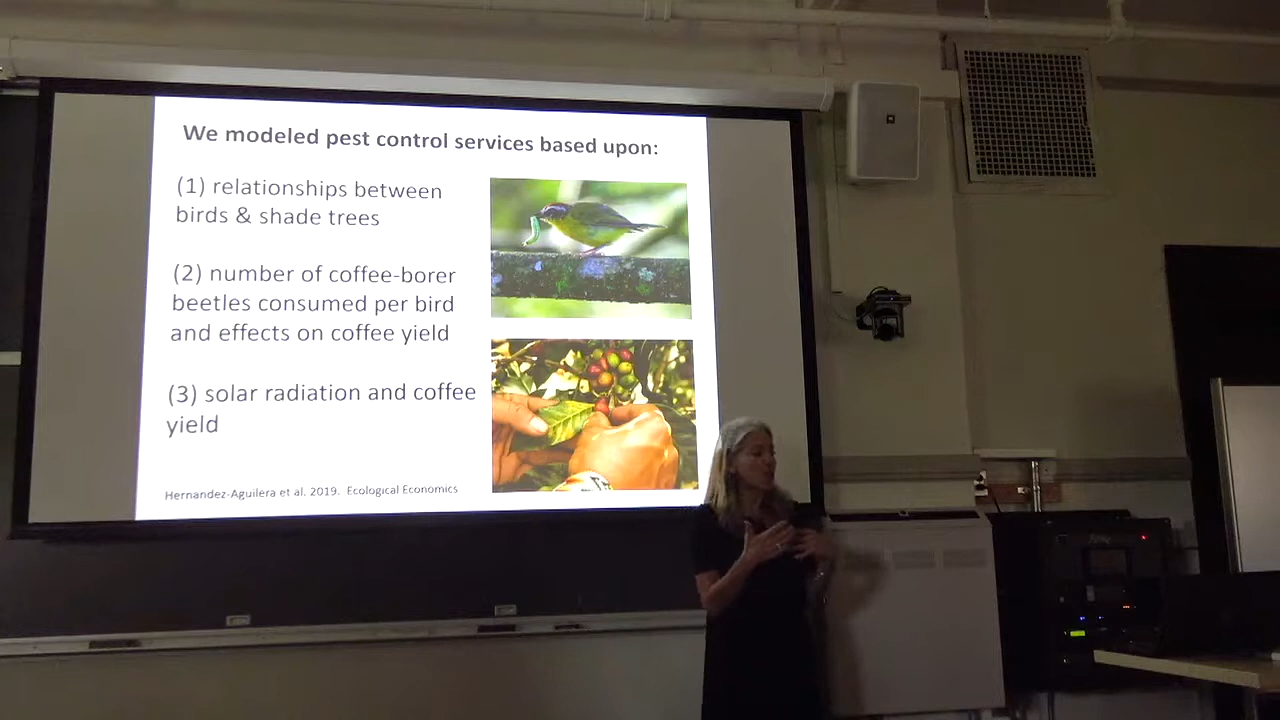 We modeled pest control services based upon:
(1) relationships between
birds & shade trees
(2) number of coffee-borer
beetles consumed per bird
and effects on coffee yield
(3) solar radiation and coffee
yield
Hernandez-Aguilera et al. 2019. Ecological Economics